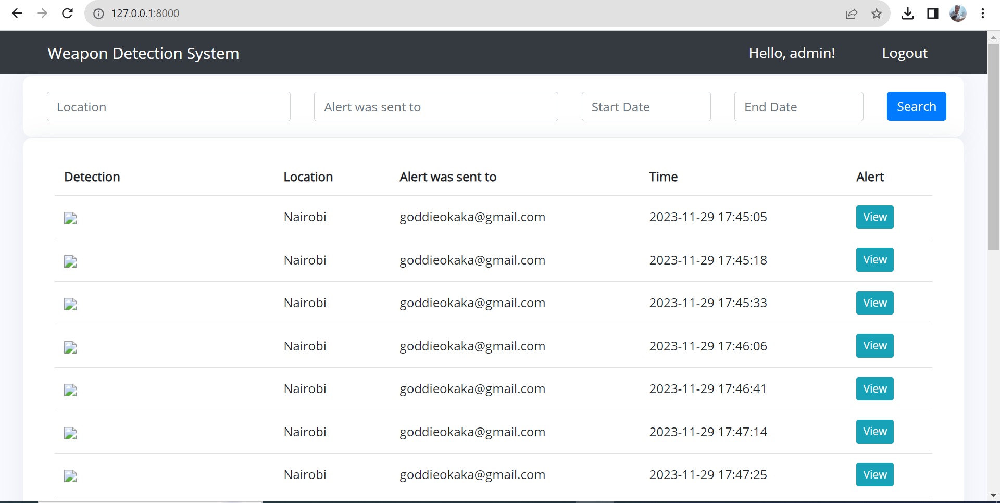 127.0.0.1:8000
Weapon Detection System Hello, admin! Logout
Location Alert was sent to Start Date End Date Search
Detection Location Alert was sent to Time Alert
Nairobi goddieokaka@gmail.com 2023-11-29 17:45:05 View
Nairobi goddieokaka@gmail.com 2023-11-29 17:45:18 View
Nairobi goddieokaka@gmail.com 2023-11-29 17:45:33 View
Nairobi goddieokaka@gmail.com 2023-11-29 17:46:06 View
Nairobi goddieokaka@gmail.com 2023-11-29 17:46:41 View
Nairobi goddieokaka@gmail.com 2023-11-29 17:47:14 View
Nairobi goddieokaka@gmail.com 2023-11-29 17:47:25 View